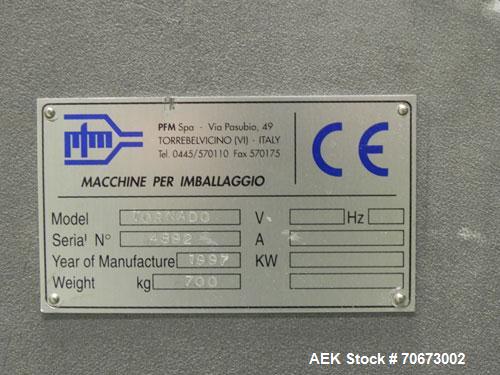 pfm
PFM Spa - Via Pasubio, 49
TORREBELVICINO (VI) - ITALY
Tel. 0445/570110 Fax 570175
CE
MACCHINE PER IMBALLAGGIO
Model TORNADO V Hz
Serial N° 4992 A
Year of Manufacture 1997 KW
Weight kg 700
AEK Stock # 70673002